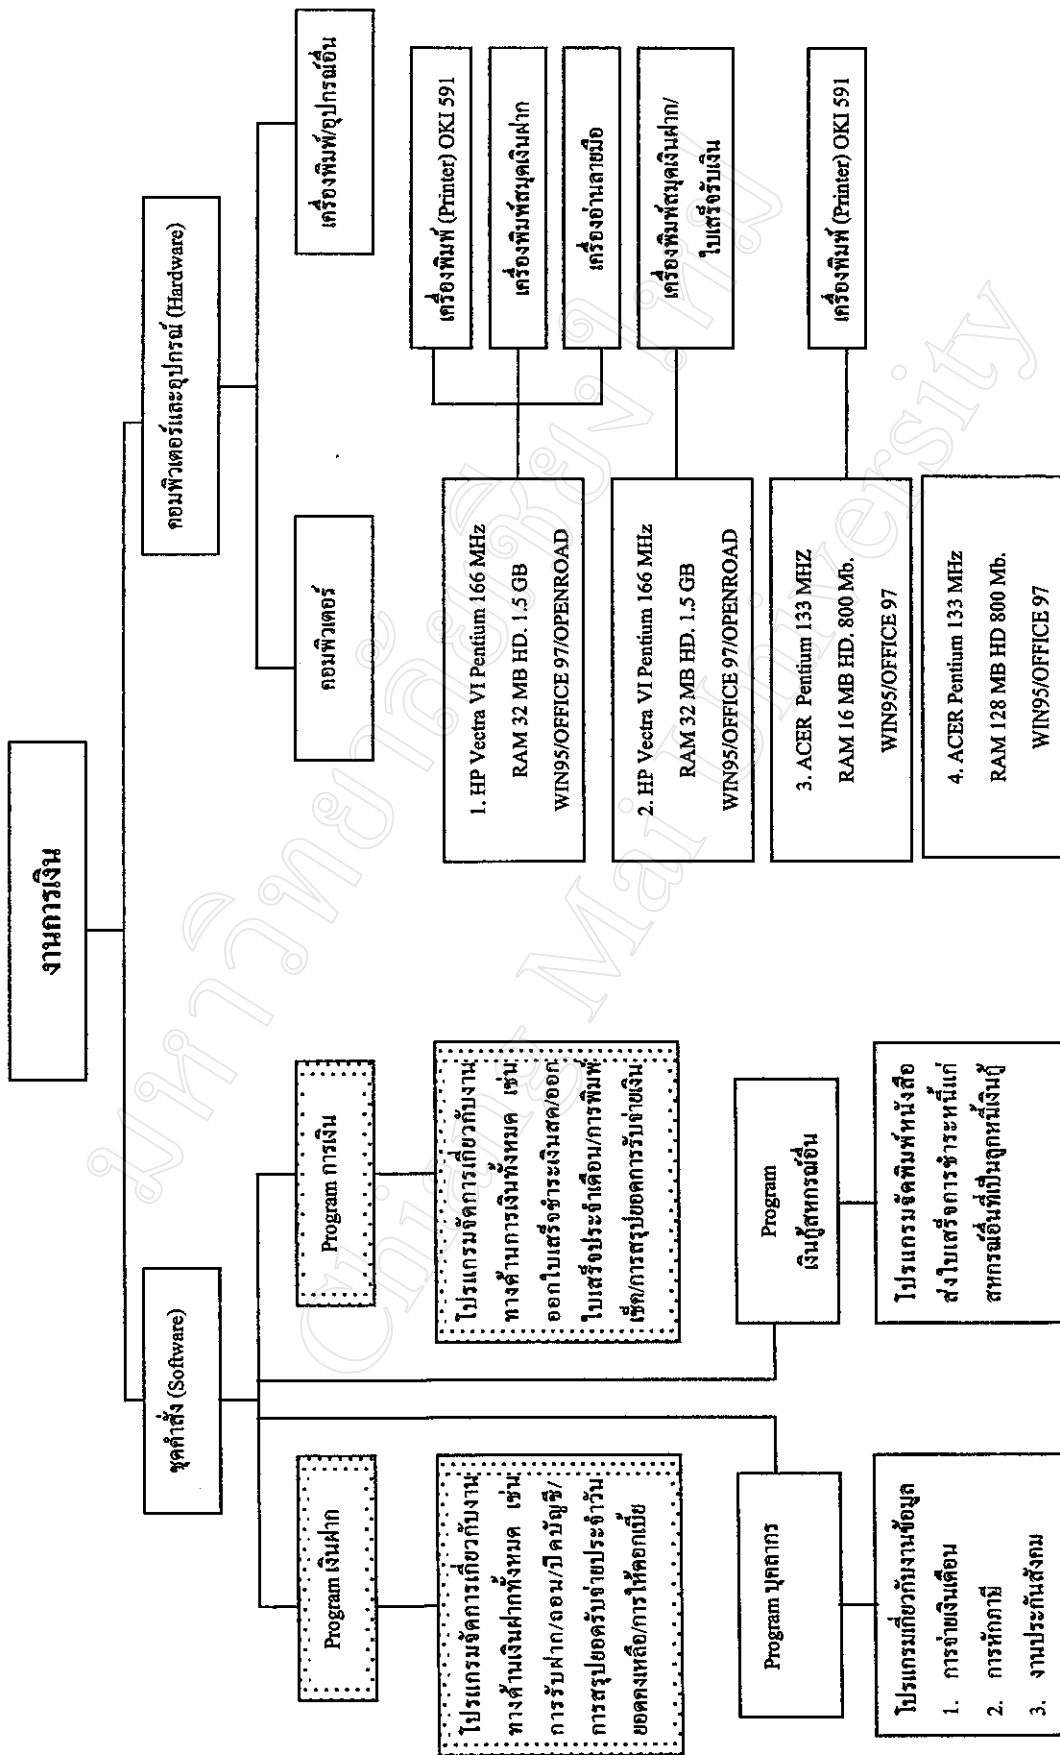 งานการเงิน
ชุดคำสั่ง (Software)
คอมพิวเตอร์และอุปกรณ์ (Hardware)
Program เงินฝาก
Program การเงิน
คอมพิวเตอร์
เครื่องพิมพ์/อุปกรณ์อื่น
โปรแกรมจัดการเกี่ยวกับงาน
ทางด้านเงินฝากทั้งหมด เช่น
การรับฝาก/ถอน/ปิดบัญชี/
การสรุปยอดรับจ่ายประจำวัน
ยอดคงเหลือ/การให้ดอกเบี้ย
โปรแกรมจัดการเกี่ยวกับงาน
ทางด้านการเงินทั้งหมด เช่น
ออกใบเสร็จชำระเงินสด/ออก
ใบเสร็จประจำเดือน/การพิมพ์
เช็ค/การสรุปยอดการรับจ่ายเงิน
Program บุคลากร
Program
เงินกู้สหกรณ์อื่น
โปรแกรมเกี่ยวกับงานข้อมูล
1. การจ่ายเงินเดือน
2. การหักภาษี
3. งานประกันสังคม
โปรแกรมจัดพิมพ์หนังสือ
ส่งใบเสร็จการชำระหนี้แก่
สหกรณ์อื่นที่เป็นลูกหนี้เงินกู้
1. HP Vectra VI Pentium 166 MHz
RAM 32 MB HD. 1.5 GB
WIN95/OFFICE 97/OPENROAD
2. HP Vectra VI Pentium 166 MHz
RAM 32 MB HD. 1.5 GB
WIN95/OFFICE 97/OPENROAD
3. ACER Pentium 133 MHZ
RAM 16 MB HD. 800 Mb.
WIN95/OFFICE 97
4. ACER Pentium 133 MHz
RAM 128 MB HD 800 Mb.
WIN95/OFFICE 97
เครื่องพิมพ์ (Printer) OKI 591
เครื่องพิมพ์สมุดเงินฝาก
เครื่องอ่านลายมือ
เครื่องพิมพ์สมุดเงินฝาก/
ใบเสร็จรับเงิน
เครื่องพิมพ์ (Printer) OKI 591
มหาวิทยาลัยเชียงใหม่
Chiang Mai University